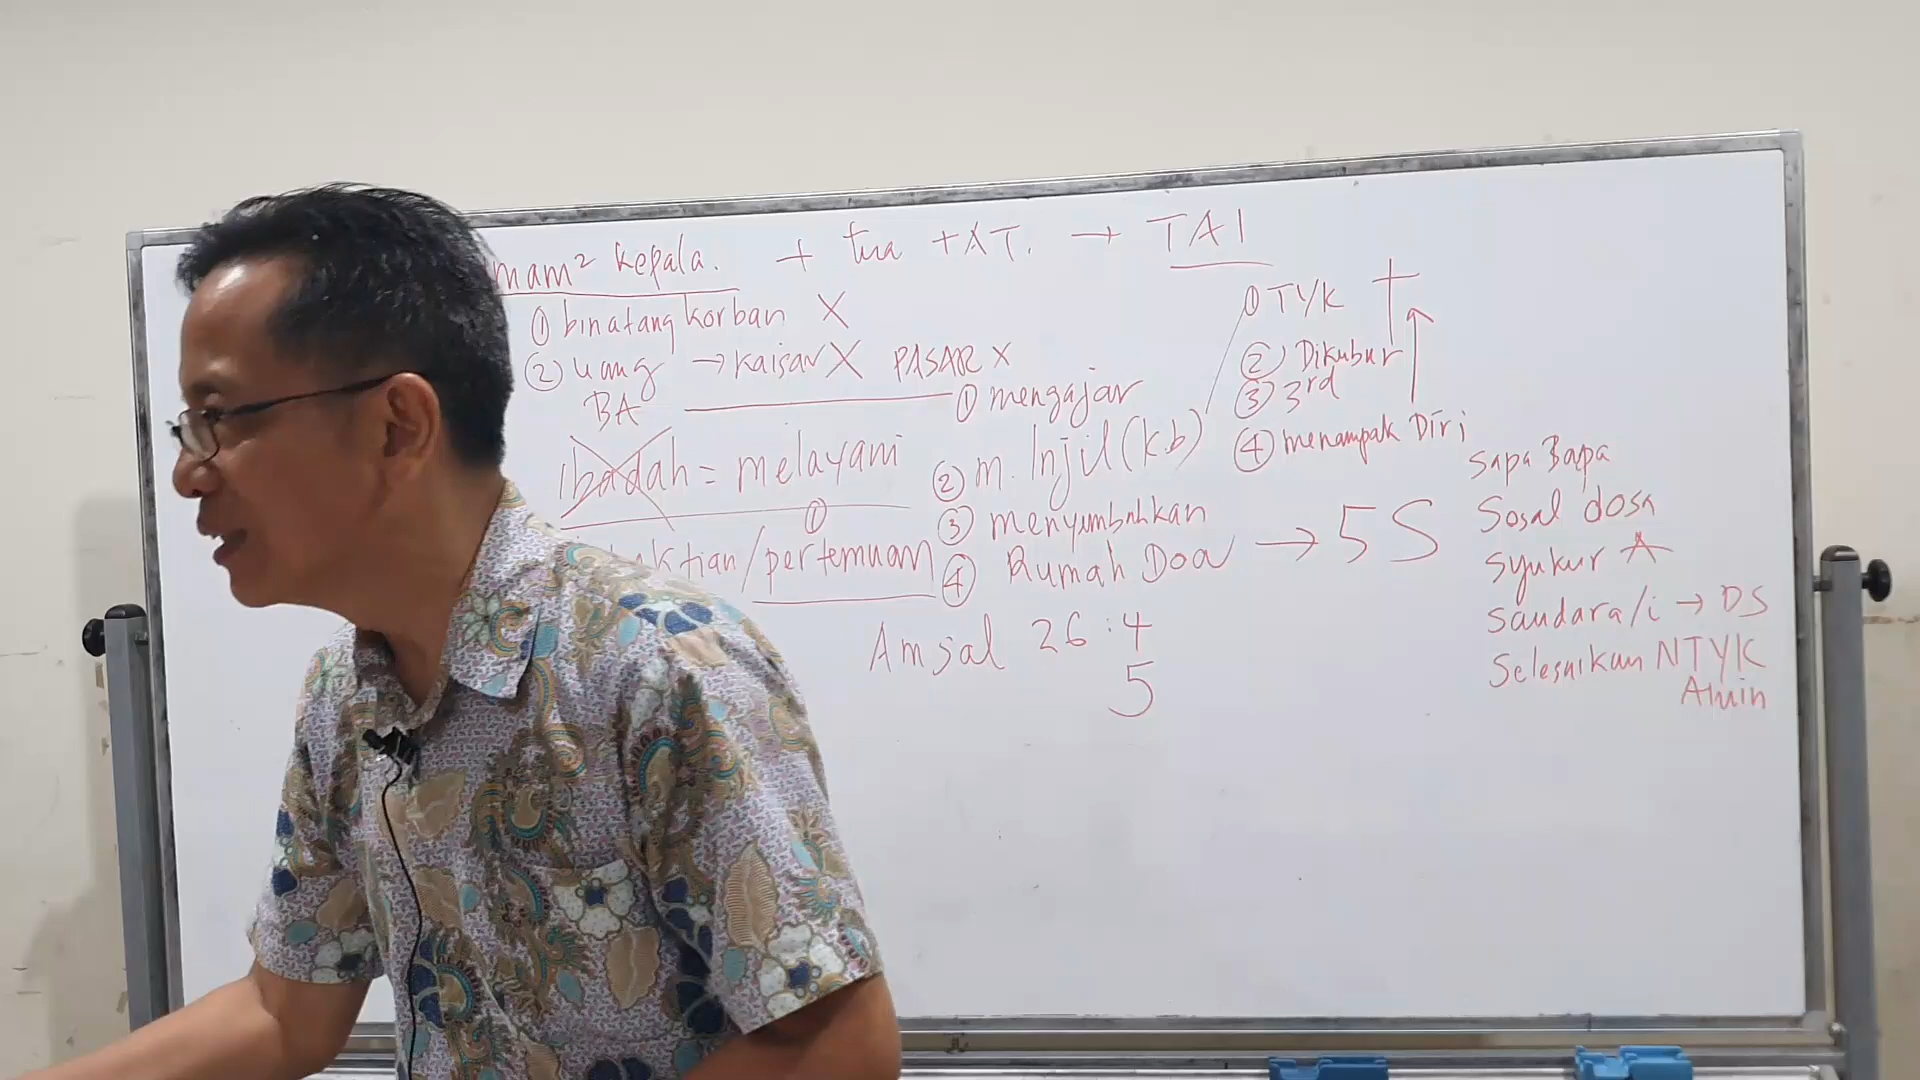 mam² kepala. + tua + AT. → TAI
① binatang korban X
② uang → kaisar X PASAR X
BA
① mengajar
Ibadah = melayani
① 
② m. Injil (k.b)
③ menyembuhkan
ktian / pertemuan
④ Rumah Doa → 5S
Amsal 26 : 4
5
① TYK
② Dikubur
③ 3rd
④ menampak Diri
Sapa Bapa
Sosal dosa
Syukur A
Saudara/i → DS
Selesaikan NTYK
Amin